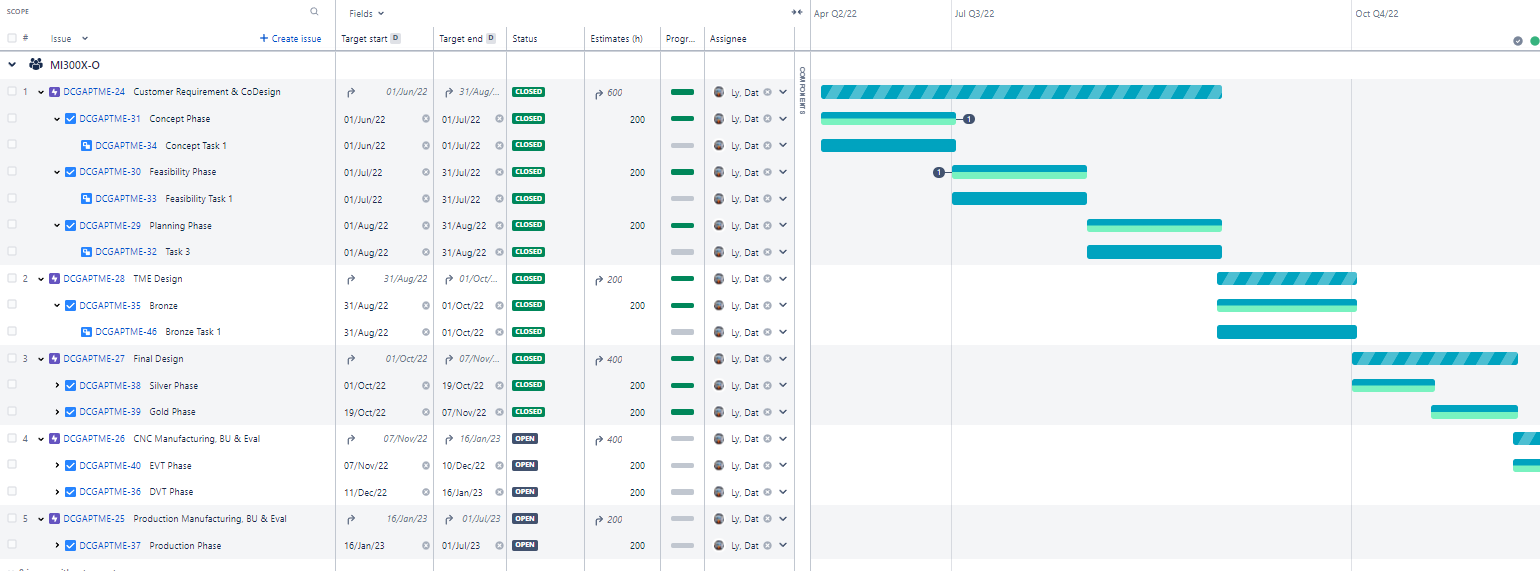 SCOPE
Fields
Apr Q2/22 Jul Q3/22 Oct Q4/22
# Issue + Create issue Target start D Target end D Status Estimates (h) Progr... Assignee
MI300X-O
COMPONENTS
1 DCGAPTME-24 Customer Requirement & CoDesign 01/Jun/22 31/Aug/... CLOSED 600 Ly, Dat
DCGAPTME-31 Concept Phase 01/Jun/22 01/Jul/22 CLOSED 200 Ly, Dat 1
DCGAPTME-34 Concept Task 1 01/Jun/22 01/Jul/22 CLOSED Ly, Dat
DCGAPTME-30 Feasibility Phase 01/Jul/22 31/Jul/22 CLOSED 200 Ly, Dat 1
DCGAPTME-33 Feasibility Task 1 01/Jul/22 31/Jul/22 CLOSED Ly, Dat
DCGAPTME-29 Planning Phase 01/Aug/22 31/Aug/22 CLOSED 200 Ly, Dat
DCGAPTME-32 Task 3 01/Aug/22 31/Aug/22 CLOSED Ly, Dat
2 DCGAPTME-28 TME Design 31/Aug/22 01/Oct/... CLOSED 200 Ly, Dat
DCGAPTME-35 Bronze 31/Aug/22 01/Oct/22 CLOSED 200 Ly, Dat
DCGAPTME-46 Bronze Task 1 31/Aug/22 01/Oct/22 CLOSED Ly, Dat
3 DCGAPTME-27 Final Design 01/Oct/22 07/Nov/... CLOSED 400 Ly, Dat
DCGAPTME-38 Silver Phase 01/Oct/22 19/Oct/22 CLOSED 200 Ly, Dat
DCGAPTME-39 Gold Phase 19/Oct/22 07/Nov/22 CLOSED 200 Ly, Dat
4 DCGAPTME-26 CNC Manufacturing, BU & Eval 07/Nov/22 16/Jan/23 OPEN 400 Ly, Dat
DCGAPTME-40 EVT Phase 07/Nov/22 10/Dec/22 OPEN 200 Ly, Dat
DCGAPTME-36 DVT Phase 11/Dec/22 16/Jan/23 OPEN 200 Ly, Dat
5 DCGAPTME-25 Production Manufacturing, BU & Eval 16/Jan/23 01/Jul/23 OPEN 200 Ly, Dat
DCGAPTME-37 Production Phase 16/Jan/23 01/Jul/23 OPEN 200 Ly, Dat